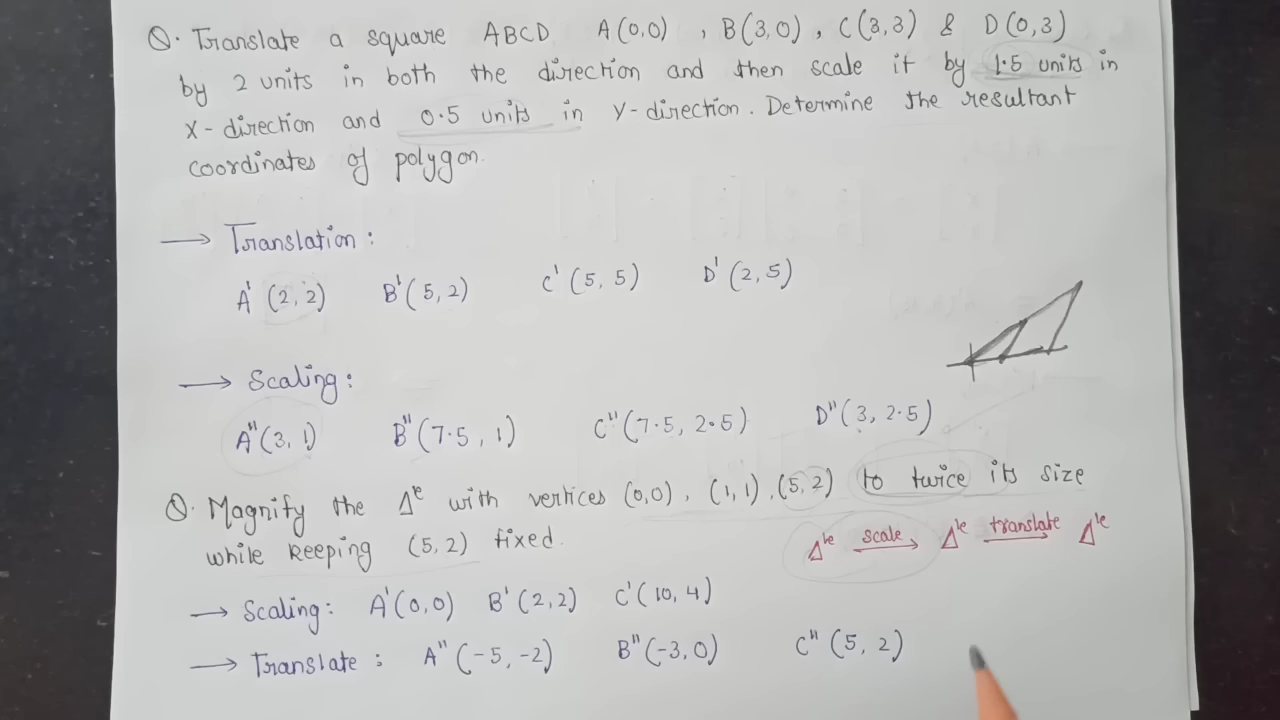 Q. Translate a square ABCD A(0,0) , B(3,0), C(3,3) & D(0,3)
by 2 units in both the direction and then scale it by 1.5 units in
X-direction and 0.5 units in Y-direction. Determine the resultant
coordinates of polygon.
→ Translation :
A' (2, 2) B' (5, 2) C' (5, 5) D' (2, 5)
→ Scaling :
A" (3, 1) B" (7.5, 1) C" (7.5, 2.5) D" (3, 2.5)
Q. Magnify the Δle with vertices (0,0), (1,1), (5,2) to twice its size
while keeping (5, 2) fixed.
Δle scale → Δle translate → Δle
→ Scaling : A' (0,0) B' (2,2) C' (10, 4)
→ Translate : A" (-5, -2) B" (-3, 0) C" (5, 2)